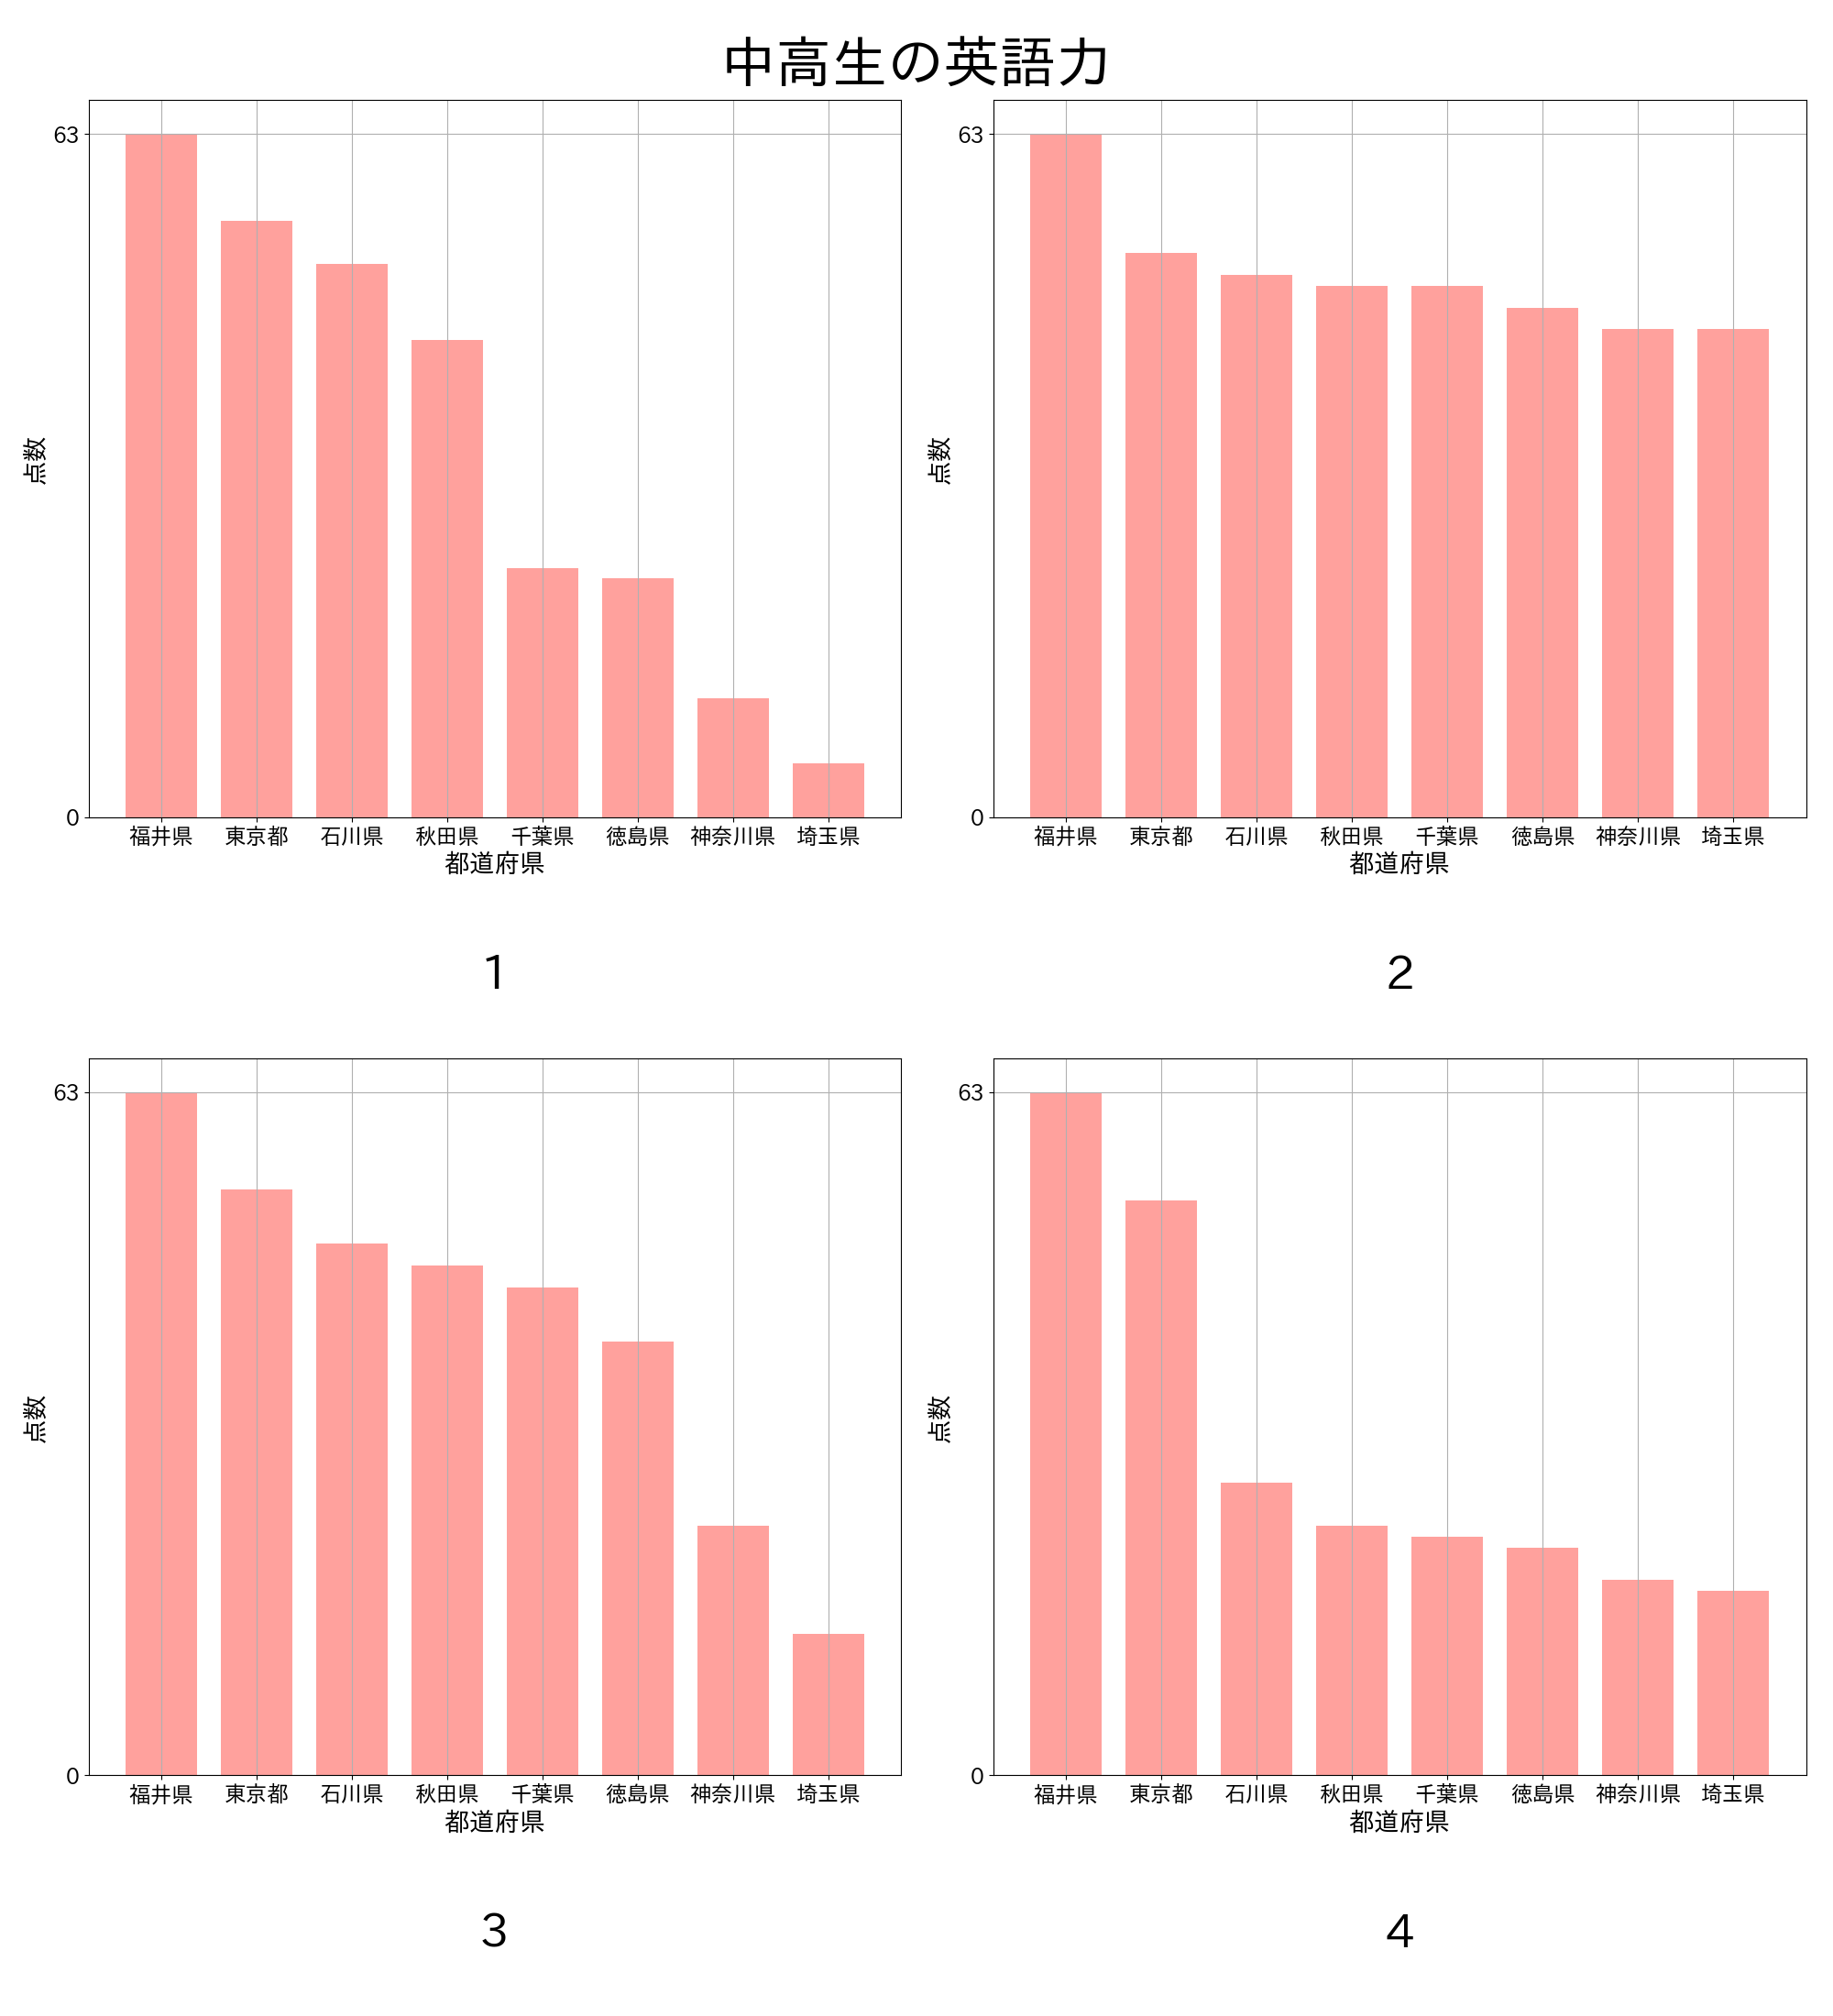 中高生の英語力
63
0
点数
福井県 東京都 石川県 秋田県 千葉県 徳島県 神奈川県 埼玉県
都道府県
1
63
0
点数
福井県 東京都 石川県 秋田県 千葉県 徳島県 神奈川県 埼玉県
都道府県
2
63
0
点数
福井県 東京都 石川県 秋田県 千葉県 徳島県 神奈川県 埼玉県
都道府県
3
63
0
点数
福井県 東京都 石川県 秋田県 千葉県 徳島県 神奈川県 埼玉県
都道府県
4